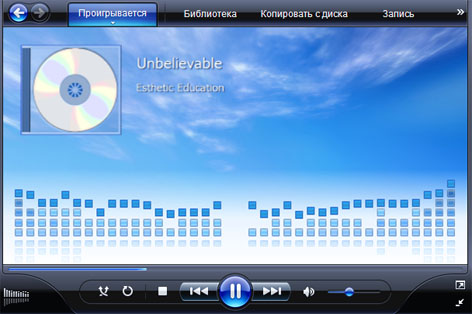 Проигрывается
Библиотека
Копировать с диска
Запись
»
Unbelievable
Esthetic Education